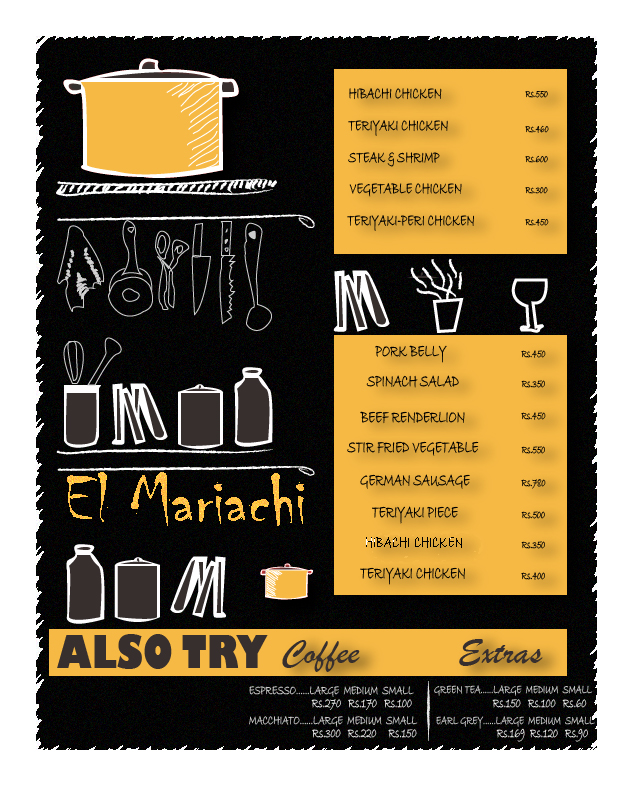 HIBACHI CHICKEN Rs.550
TERIYAKI CHICKEN Rs.460
STEAK & SHRIMP Rs.600
VEGETABLE CHICKEN Rs.300
TERIYAKI-PERI CHICKEN Rs.450
PORK BELLY Rs.450
SPINACH SALAD Rs.350
BEEF RENDERLION Rs.450
STIR FRIED VEGETABLE Rs.550
GERMAN SAUSAGE Rs.780
TERIYAKI PIECE Rs.500
HIBACHI CHICKEN Rs.350
TERIYAKI CHICKEN Rs.400
El Mariachi
ALSO TRY Coffee Extras
ESPRESSO......LARGE MEDIUM SMALL
Rs.270 Rs.170 Rs.100
MACCHIATO......LARGE MEDIUM SMALL
Rs.300 Rs.220 Rs.150
GREEN TEA......LARGE MEDIUM SMALL
Rs.150 Rs.100 Rs.60
EARL GREY......LARGE MEDIUM SMALL
Rs.169 Rs.120 Rs.90